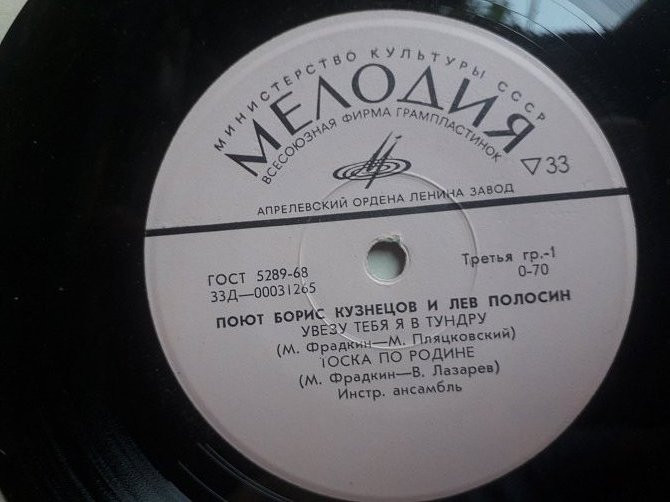 МИНИСТЕРСТВО КУЛЬТУРЫ СССР
МЕЛОДИЯ
ВСЕСОЮЗНАЯ ФИРМА ГРАМПЛАСТИНОК
▽33
АПРЕЛЕВСКИЙ ОРДЕНА ЛЕНИНА ЗАВОД
ГОСТ 5289-68
33Д—00031265
Третья гр.-1
0-70
ПОЮТ БОРИС КУЗНЕЦОВ И ЛЕВ ПОЛОСИН
УВЕЗУ ТЕБЯ Я В ТУНДРУ
(М. Фрадкин—М. Пляцковский)
ТОСКА ПО РОДИНЕ
(М. Фрадкин—В. Лазарев)
Инстр. ансамбль